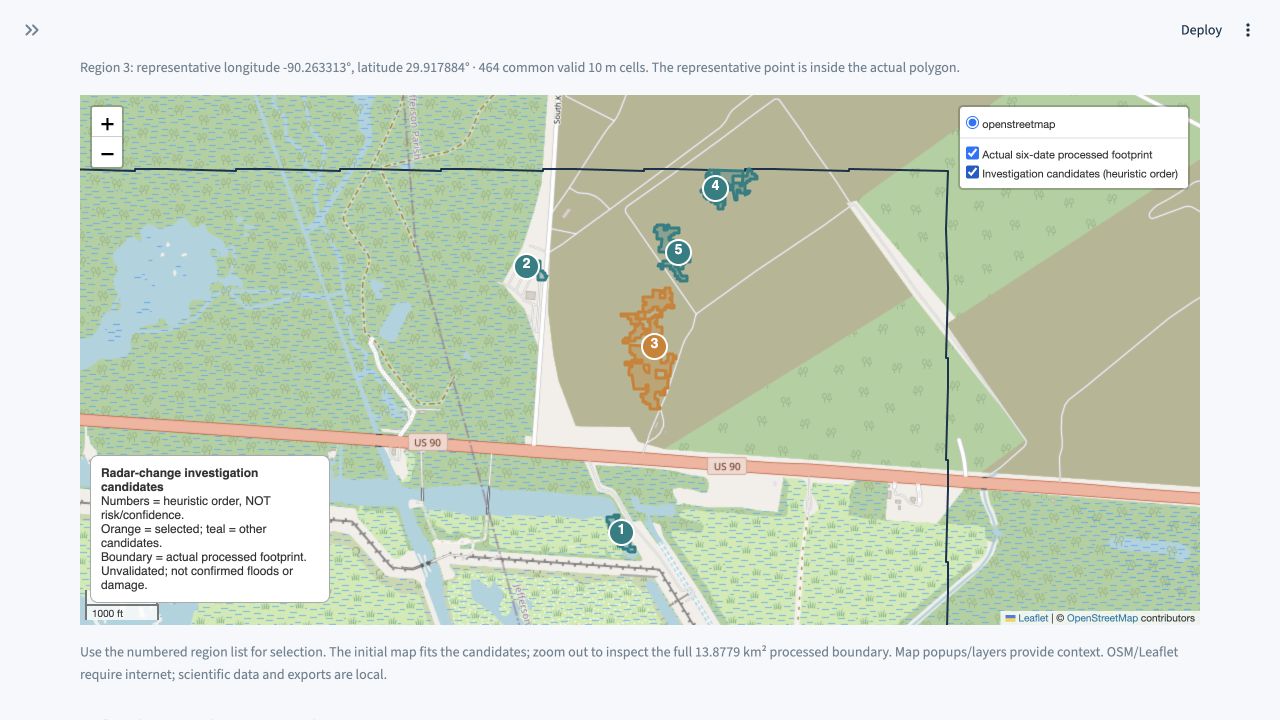 Deploy
Region 3: representative longitude -90.263313°, latitude 29.917884° · 464 common valid 10 m cells. The representative point is inside the actual polygon.
+
−
openstreetmap
Actual six-date processed footprint
Investigation candidates (heuristic order)
South K
Jefferson Parish
4
5
2
3
US 90
US 90
1
Jefferson
Radar-change investigation
candidates
Numbers = heuristic order, NOT
risk/confidence.
Orange = selected; teal = other
candidates.
Boundary = actual processed footprint.
Unvalidated; not confirmed floods or
damage.
1000 ft
Leaflet | © OpenStreetMap contributors
Use the numbered region list for selection. The initial map fits the candidates; zoom out to inspect the full 13.8779 km² processed boundary. Map popups/layers provide context. OSM/Leaflet
require internet; scientific data and exports are local.